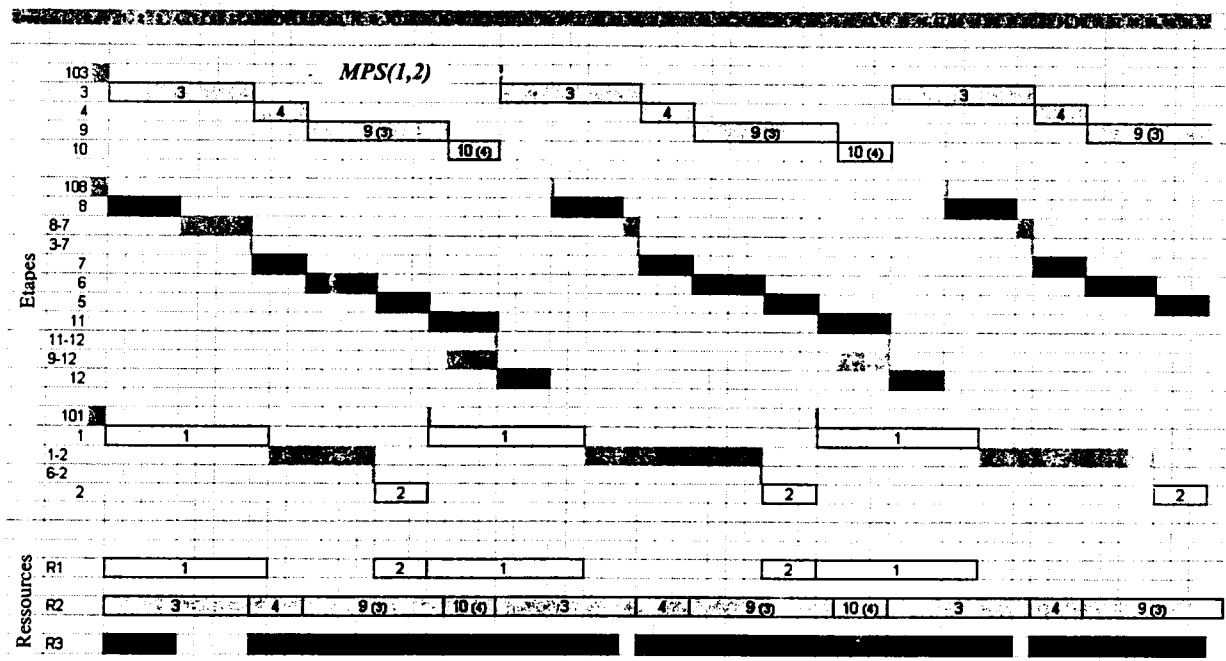 MPS(1,2)
103
3 3 3 3
4 4 4 4
9 9 (3) 9 (3) 9 (3)
10 10 (4) 10 (4)
108
8
8-7
3-7
7
6
5
11
11-12
9-12
12
101
1 1 1 1
1-2
6-2
2 2 2 2
Etapes
R1 1 2 1 2 1
R2 3 4 9 (3) 10 (4) 3 4 9 (3) 10 (4) 3 4 9 (3)
R3
Ressources